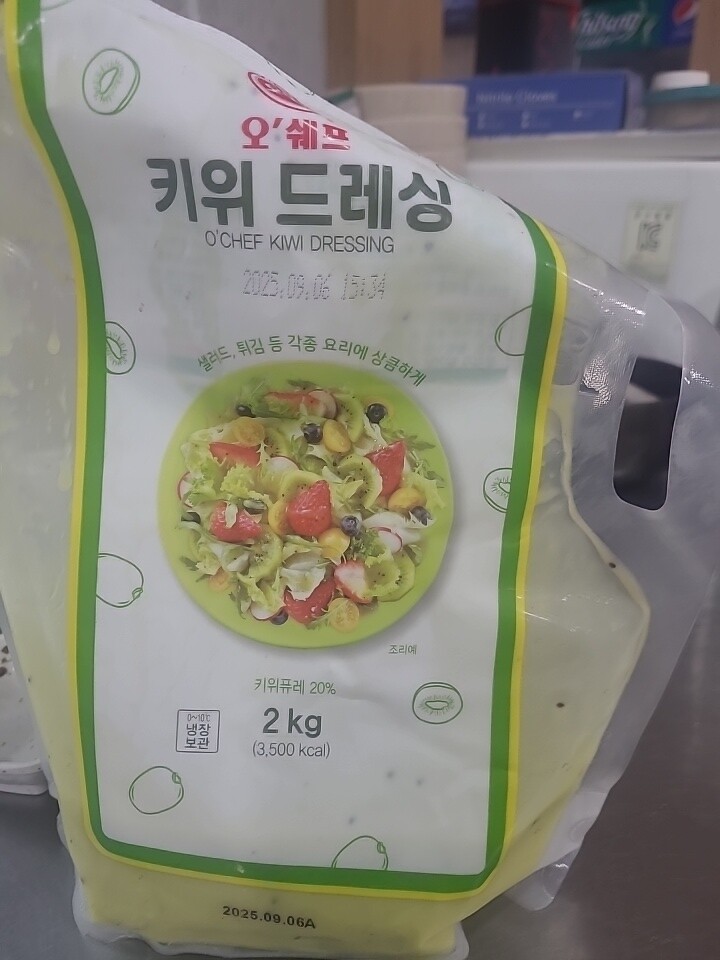 오'쉐프
키위 드레싱
O'CHEF KIWI DRESSING
2025.09.06 15:34
샐러드, 튀김 등 각종 요리에 상큼하게
조리예
키위퓨레 20%
0~10℃
냉장
보관
2 kg
(3,500 kcal)
2025.09.06A